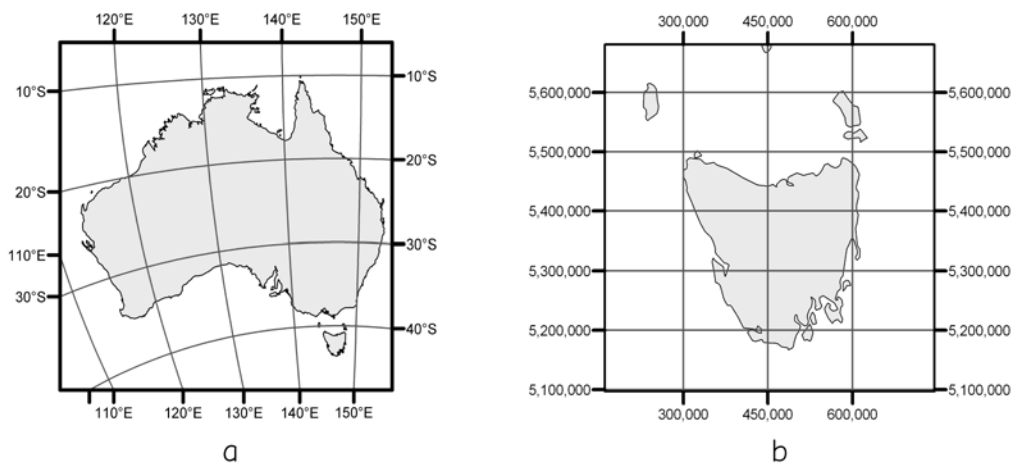 120°E 130°E 140°E 150°E
10°S
10°S
20°S
20°S
30°S
110°E
30°S
40°S
110°E 120°E 130°E 140°E 150°E
a
300,000 450,000 600,000
5,600,000 5,600,000
5,500,000 5,500,000
5,400,000 5,400,000
5,300,000 5,300,000
5,200,000 5,200,000
5,100,000 5,100,000
300,000 450,000 600,000
b